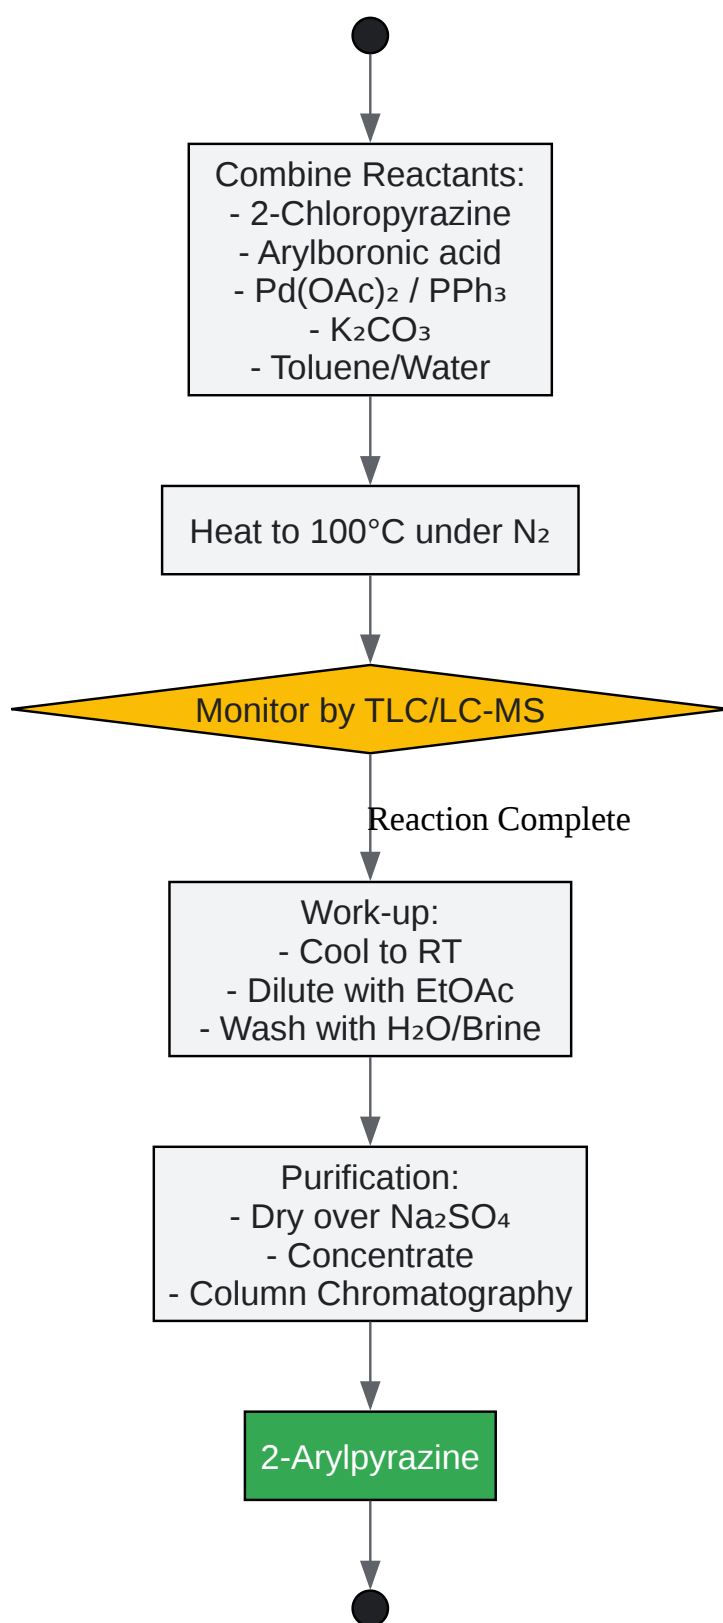 Combine Reactants:
- 2-Chloropyrazine
- Arylboronic acid
- Pd(OAc)₂ / PPh₃
- K₂CO₃
- Toluene/Water
Heat to 100°C under N₂
Monitor by TLC/LC-MS
Reaction Complete
Work-up:
- Cool to RT
- Dilute with EtOAc
- Wash with H₂O/Brine
Purification:
- Dry over Na₂SO₄
- Concentrate
- Column Chromatography
2-Arylpyrazine